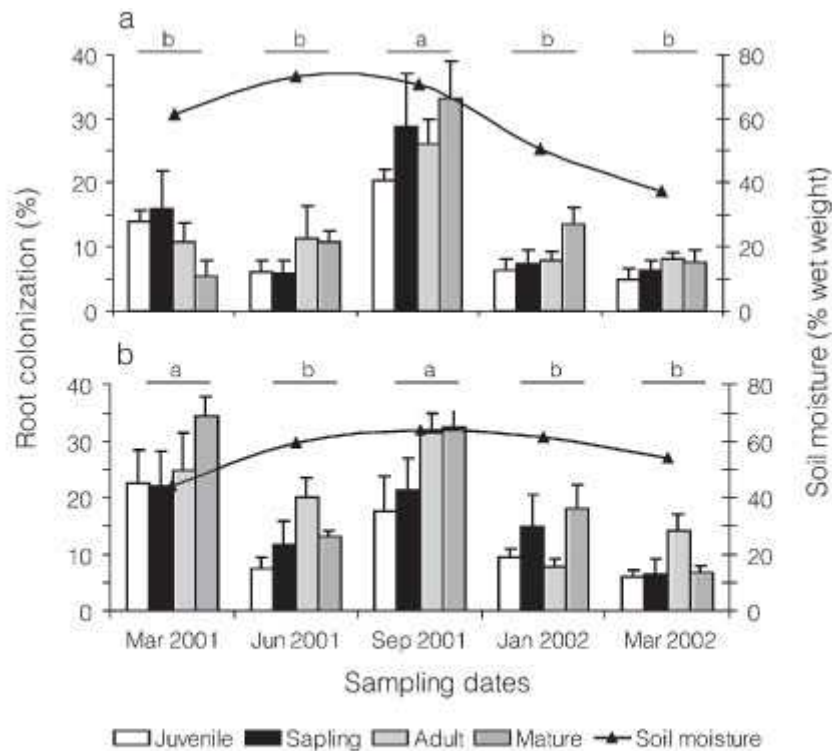 a
b b a b b
40 80
30 60
20 40
10 20
0 0
b
a b a b b
40 80
30 60
20 40
10 20
0 0
Root colonization (%)
Soil moisture (% wet weight)
Mar 2001 Jun 2001 Sep 2001 Jan 2002 Mar 2002
Sampling dates
Juvenile Sapling Adult Mature Soil moisture